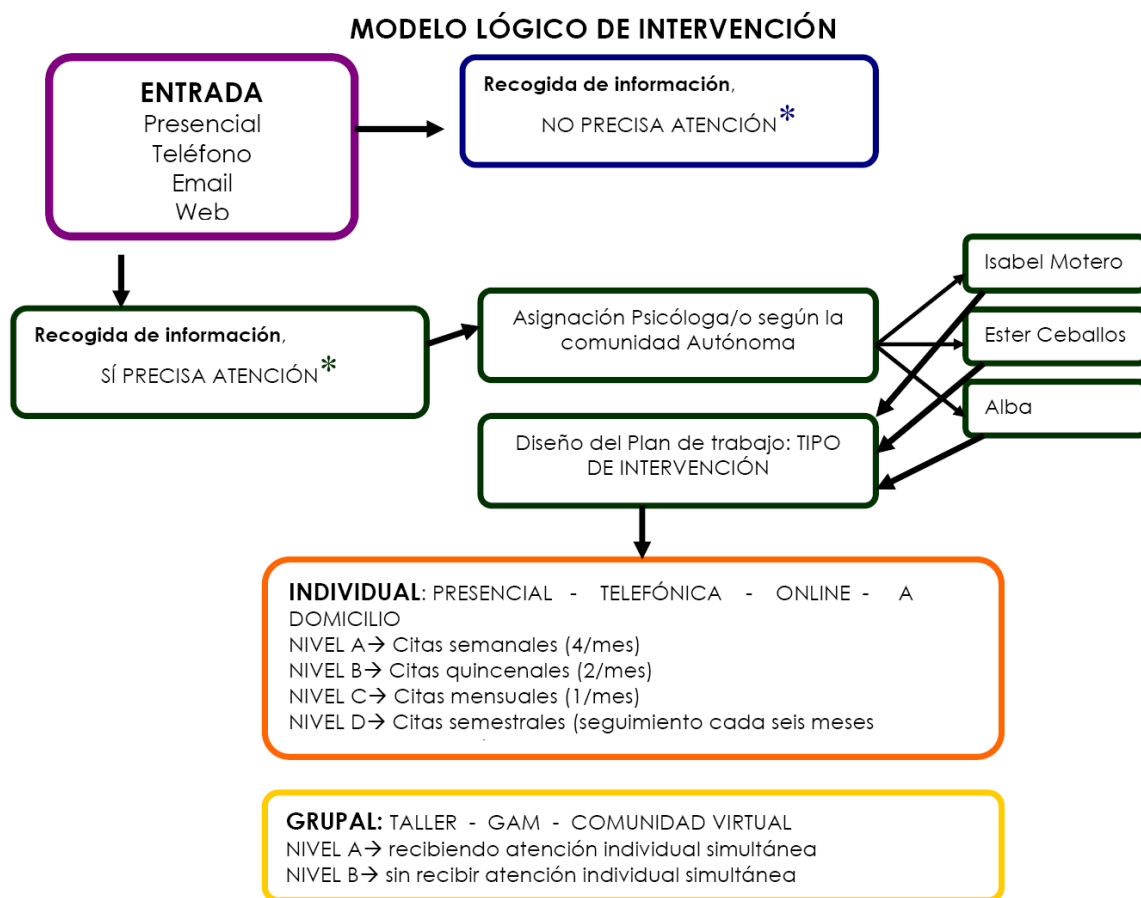 MODELO LÓGICO DE INTERVENCIÓN
ENTRADA
Presencial
Teléfono
Email
Web
Recogida de información,
NO PRECISA ATENCIÓN*
Recogida de información,
SÍ PRECISA ATENCIÓN*
Asignación Psicóloga/o según la
comunidad Autónoma
Isabel Motero
Ester Ceballos
Alba
Diseño del Plan de trabajo: TIPO
DE INTERVENCIÓN
INDIVIDUAL: PRESENCIAL - TELEFÓNICA - ONLINE - A
DOMICILIO
NIVEL A→ Citas semanales (4/mes)
NIVEL B→ Citas quincenales (2/mes)
NIVEL C→ Citas mensuales (1/mes)
NIVEL D→ Citas semestrales (seguimiento cada seis meses
GRUPAL: TALLER - GAM - COMUNIDAD VIRTUAL
NIVEL A→ recibiendo atención individual simultánea
NIVEL B→ sin recibir atención individual simultánea